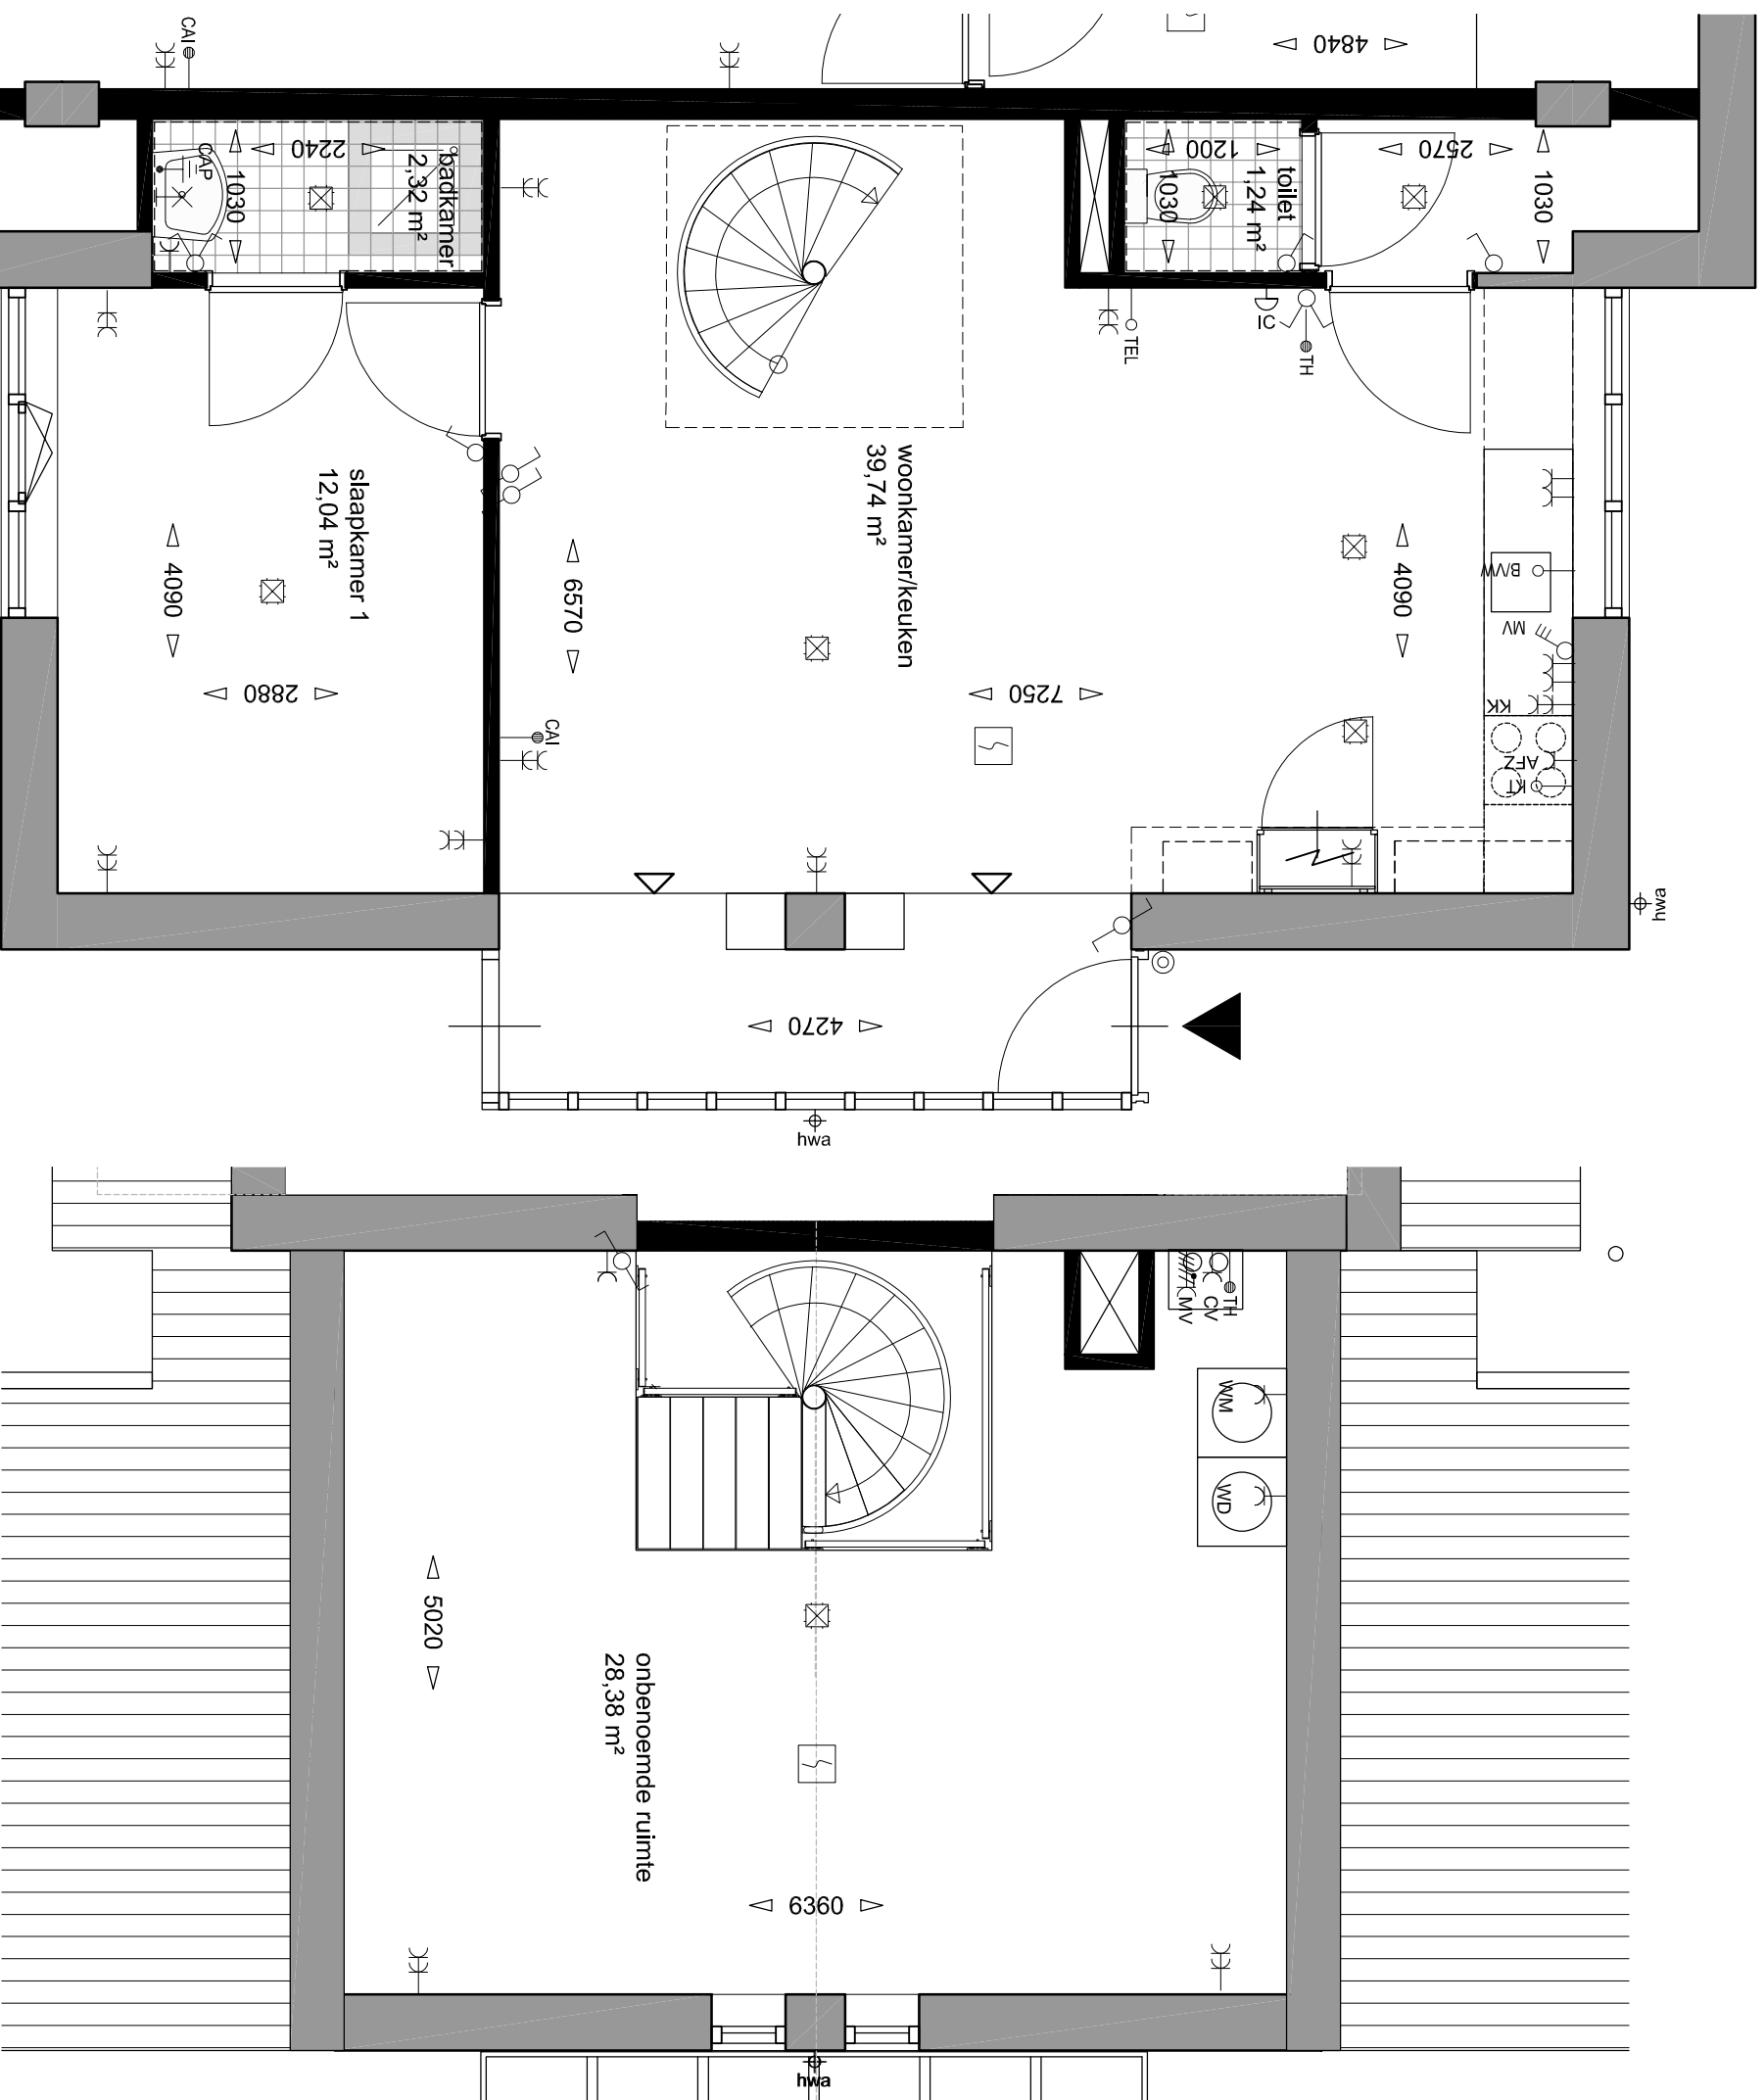 CAI
4840
CAP
1030
2240
badkamer
2,32 m²
1030
1200
toilet
1,24 m²
2570
1030
TEL
IC
TH
slaapkamer 1
12,04 m²
4090
2880
6570
woonkamer/keuken
39,74 m²
7250
4090
B/VW
MV
KK
AFZ
KT
CAI
hwa
4270
hwa
MV
CV
TH
WM
WD
5020
onbenoemde ruimte
28,38 m²
6360
hwa